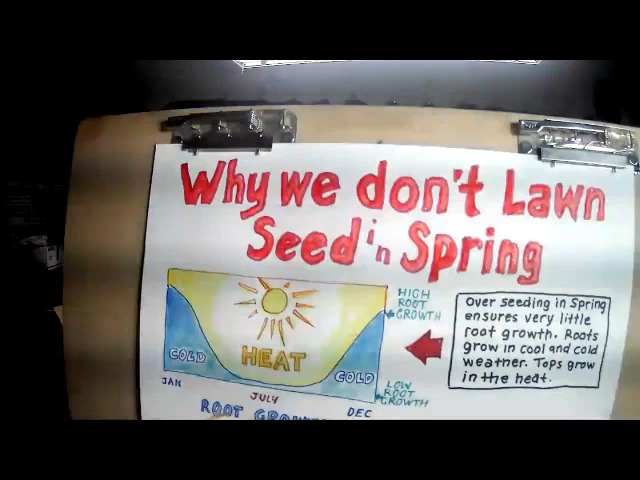 Why we don't Lawn
Seed in Spring
HIGH
ROOT
GROWTH
COLD
HEAT
COLD
JAN
JULY
DEC
LOW
ROOT
GROWTH
Over seeding in Spring
ensures very little
root growth. Roots
grow in cool and cold
weather. Tops grow
in the heat.
ROOT